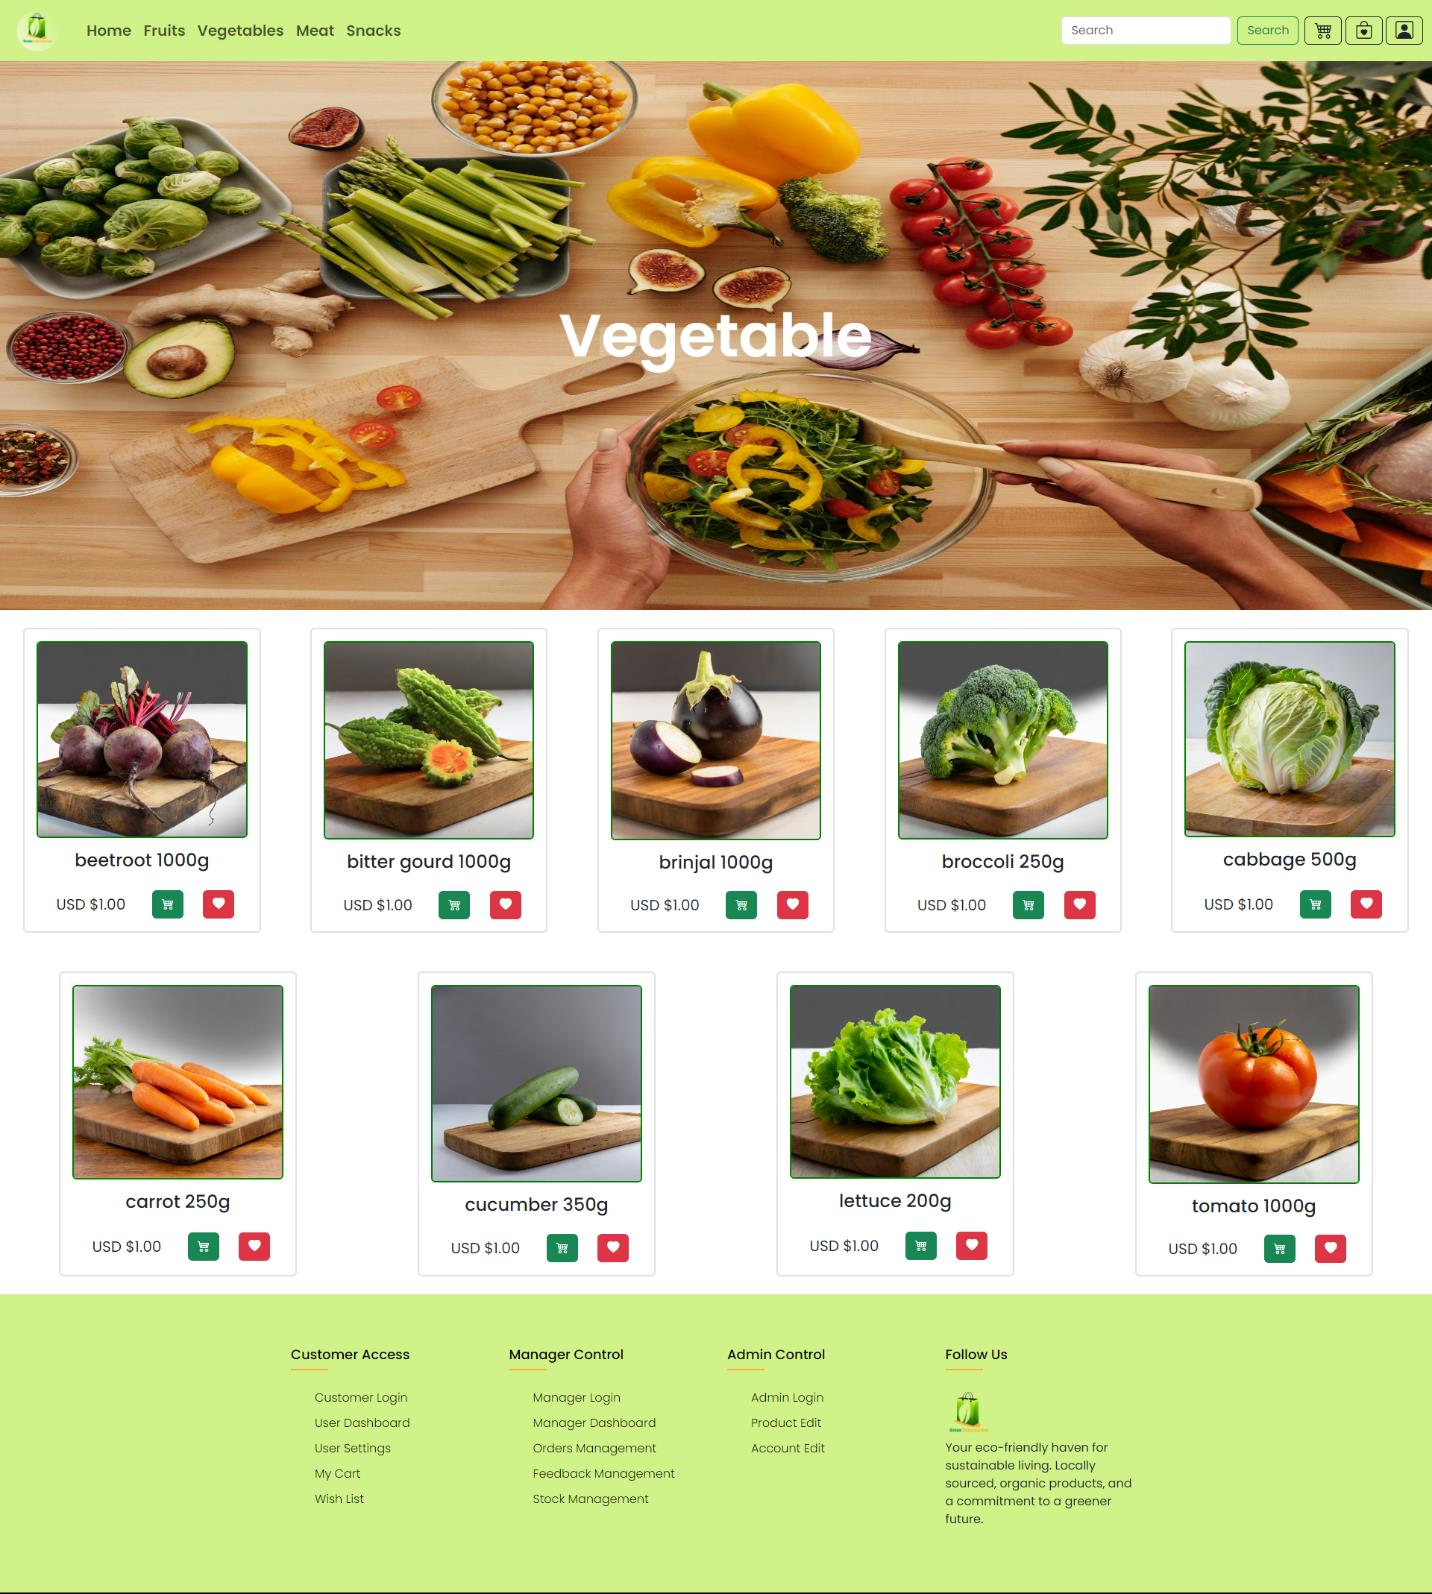 Home Fruits Vegetables Meat Snacks Search Search
Vegetable
beetroot 1000g
USD $1.00
bitter gourd 1000g
USD $1.00
brinjal 1000g
USD $1.00
broccoli 250g
USD $1.00
cabbage 500g
USD $1.00
carrot 250g
USD $1.00
cucumber 350g
USD $1.00
lettuce 200g
USD $1.00
tomato 1000g
USD $1.00
Customer Access
Customer Login
User Dashboard
User Settings
My Cart
Wish List
Manager Control
Manager Login
Manager Dashboard
Orders Management
Feedback Management
Stock Management
Admin Control
Admin Login
Product Edit
Account Edit
Follow Us
Your eco-friendly haven for
sustainable living. Locally
sourced, organic products, and
a commitment to a greener
future.